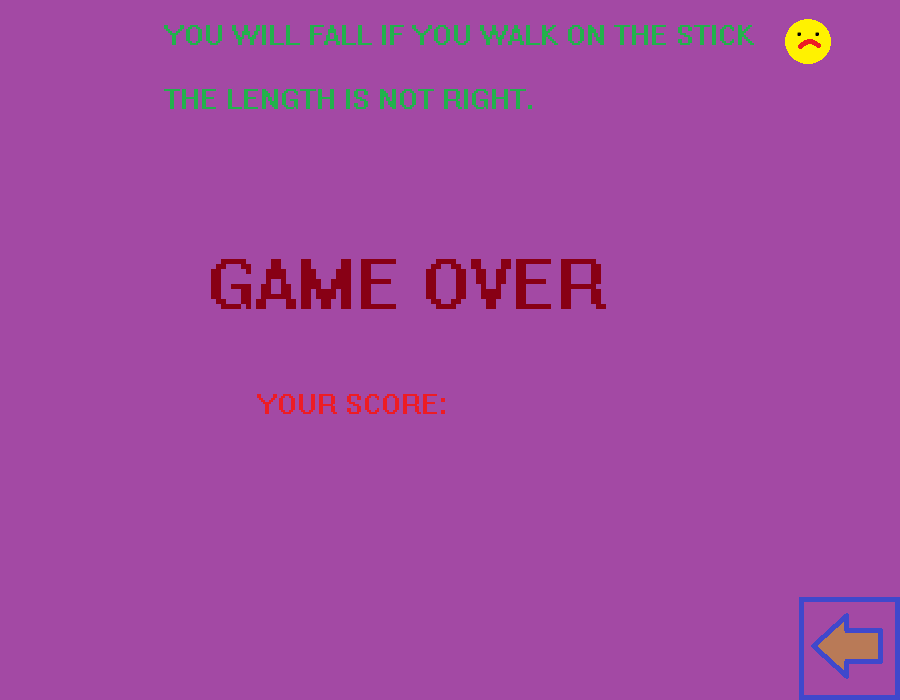 YOU WILL FALL IF YOU WALK ON THE STICK
THE LENGTH IS NOT RIGHT.
GAME OVER
YOUR SCORE: